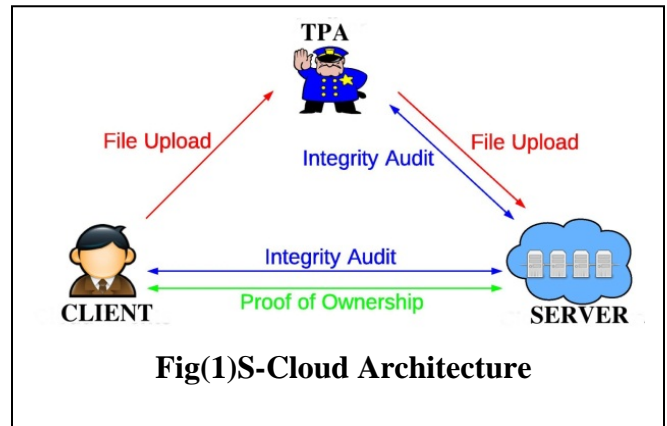 TPA
File Upload
File Upload
Integrity Audit
Integrity Audit
Proof of Ownership
CLIENT
SERVER
Fig(1)S-Cloud Architecture